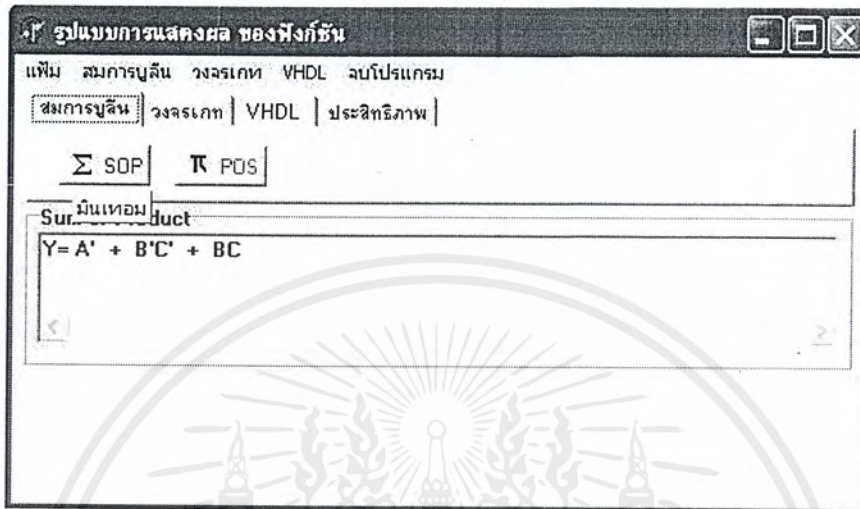 รูปแบบการแสดงผล ของฟังก์ชัน
แฟ้ม สมการบูลีน วงจรเกท VHDL จบโปรแกรม
สมการบูลีน วงจรเกท VHDL ประสิทธิภาพ
Σ SOP π POS
มินเทอม
Y= A' + B'C' + BC